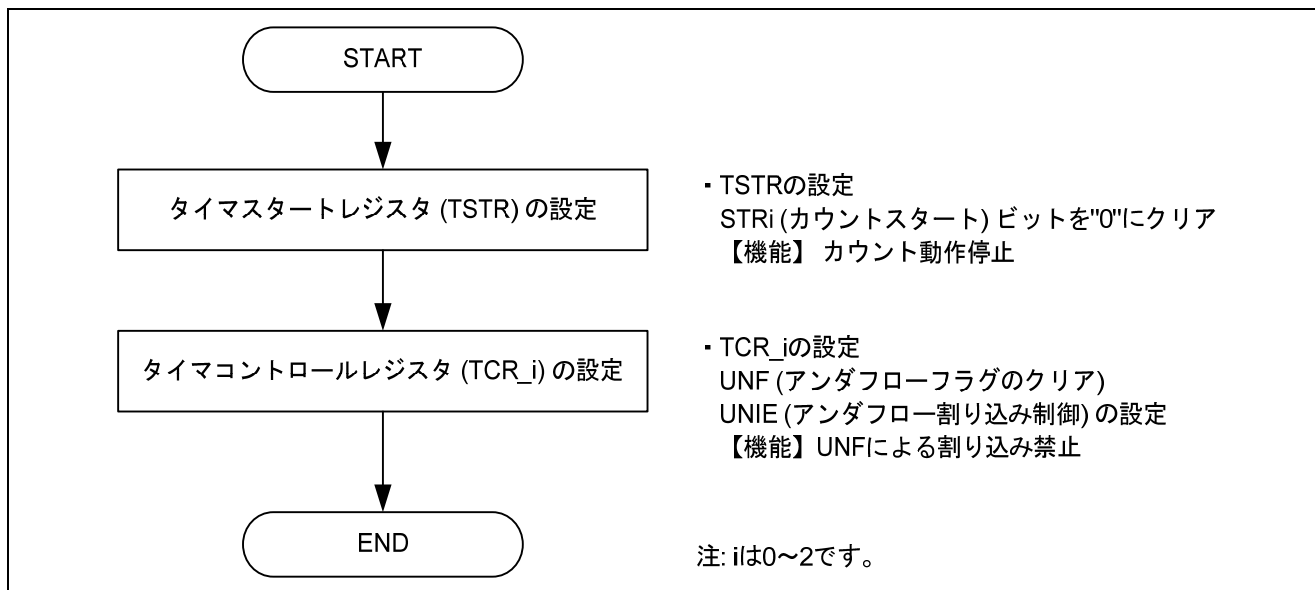 START
タイマスタートレジスタ (TSTR) の設定
・TSTRの設定
STRi (カウントスタート) ビットを"0"にクリア
【機能】 カウント動作停止
タイマコントロールレジスタ (TCR_i) の設定
・TCR_iの設定
UNF (アンダフローフラグのクリア)
UNIE (アンダフロー割り込み制御) の設定
【機能】UNFによる割り込み禁止
END
注: iは0～2です。